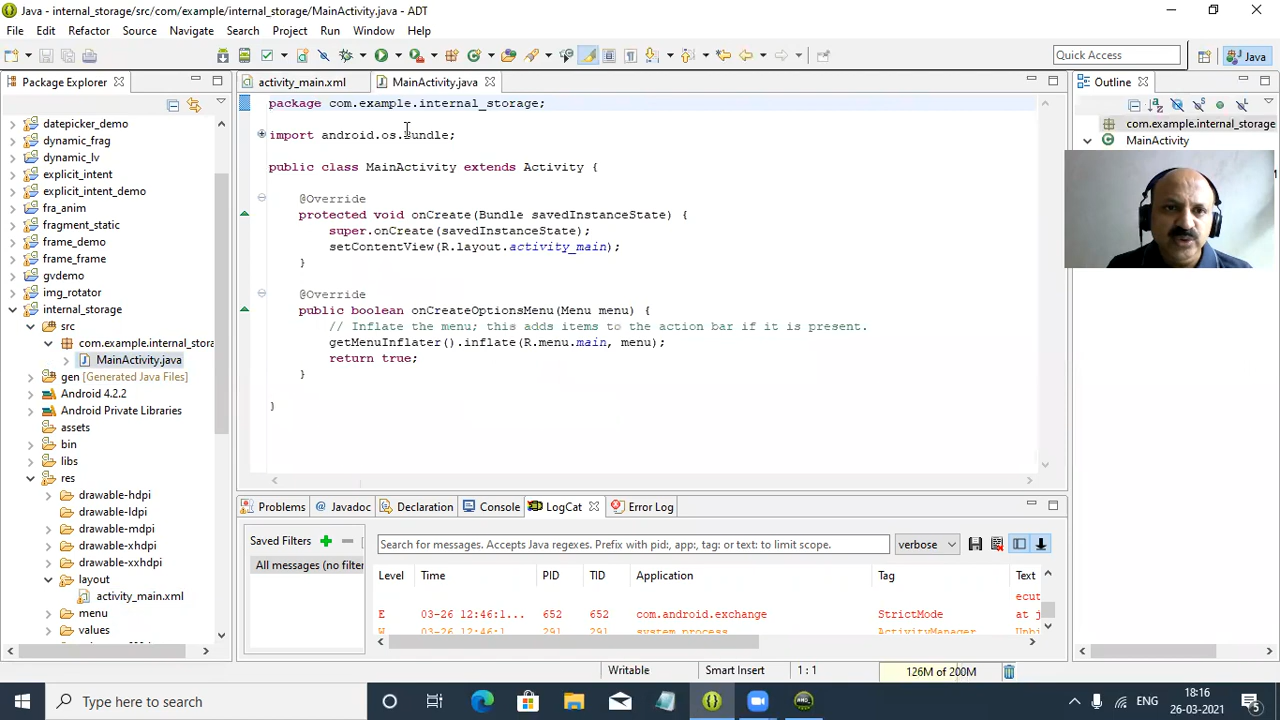 Java - internal_storage/src/com/example/internal_storage/MainActivity.java - ADT
File Edit Refactor Source Navigate Search Project Run Window Help
Quick Access
Java
Package Explorer
datepicker_demo
dynamic_frag
dynamic_lv
explicit_intent
explicit_intent_demo
fra_anim
fragment_static
frame_demo
frame_frame
gvdemo
img_rotator
internal_storage
src
com.example.internal_stora
MainActivity.java
gen [Generated Java Files]
Android 4.2.2
Android Private Libraries
assets
bin
libs
res
drawable-hdpi
drawable-ldpi
drawable-mdpi
drawable-xhdpi
drawable-xxhdpi
layout
activity_main.xml
menu
values
activity_main.xml
MainActivity.java
package com.example.internal_storage;
import android.os.Bundle;
public class MainActivity extends Activity {
@Override
protected void onCreate(Bundle savedInstanceState) {
super.onCreate(savedInstanceState);
setContentView(R.layout.activity_main);
}
@Override
public boolean onCreateOptionsMenu(Menu menu) {
// Inflate the menu; this adds items to the action bar if it is present.
getMenuInflater().inflate(R.menu.main, menu);
return true;
}
}
Outline
com.example.internal_storage
MainActivity
Problems Javadoc Declaration Console LogCat Error Log
Saved Filters
All messages (no filter
Search for messages. Accepts Java regexes. Prefix with pid:, app:, tag: or text: to limit scope.
verbose
Level Time PID TID Application Tag Text
ecut
E 03-26 12:46:1... 652 652 com.android.exchange StrictMode at j
W 03-26 12:46:1... 291 291 system_process ActivityManager Unbi
Writable Smart Insert 1 : 1 126M of 200M
Type here to search
ENG
18:16
26-03-2021
5